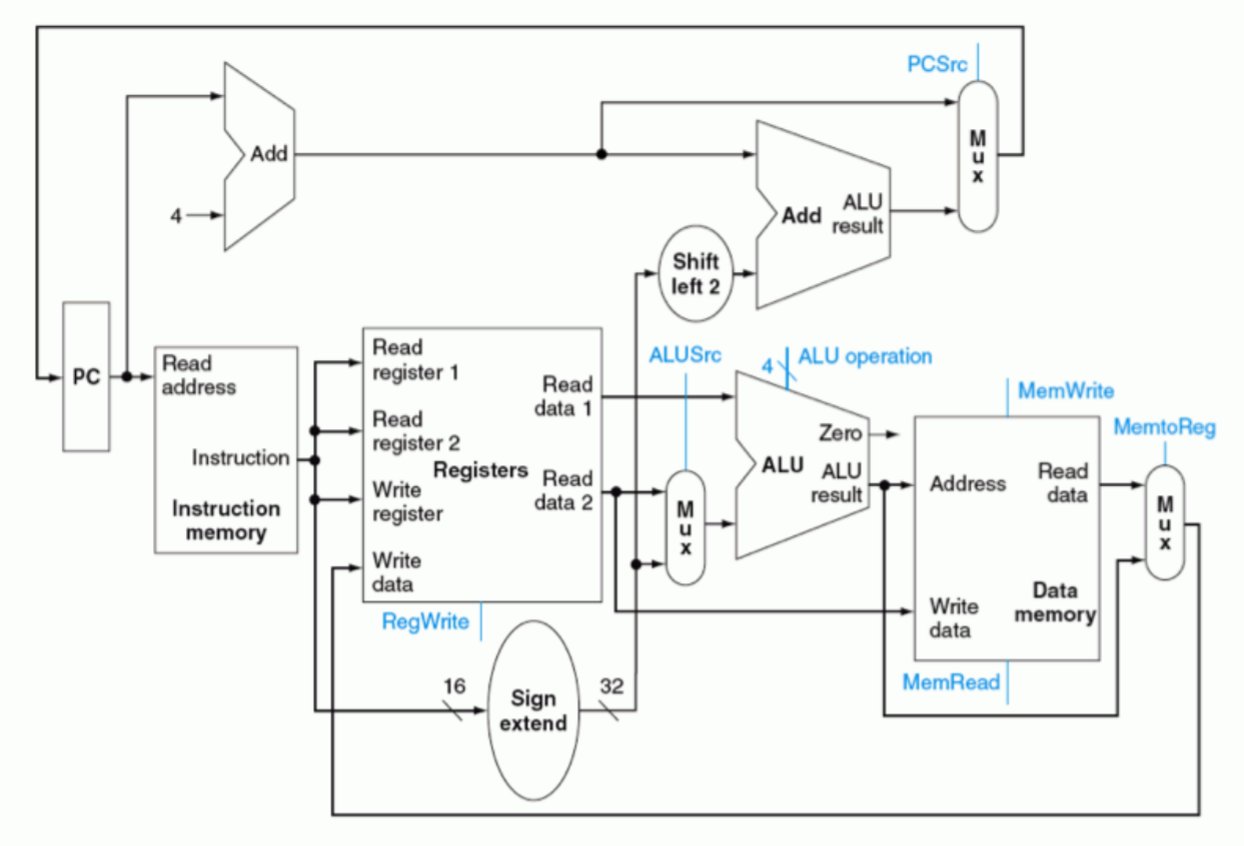 PCSrc
M
u
x
Add
4
Add
ALU
result
Shift
left 2
PC
Read
address
Instruction
Instruction
memory
Read
register 1
Read
register 2
Registers
Write
register
Write
data
Read
data 1
Read
data 2
RegWrite
16
Sign
extend
32
ALUSrc
M
u
x
4
ALU operation
Zero
ALU
ALU
result
MemWrite
Address
Read
data
Write
data
Data
memory
MemRead
MemtoReg
M
u
x